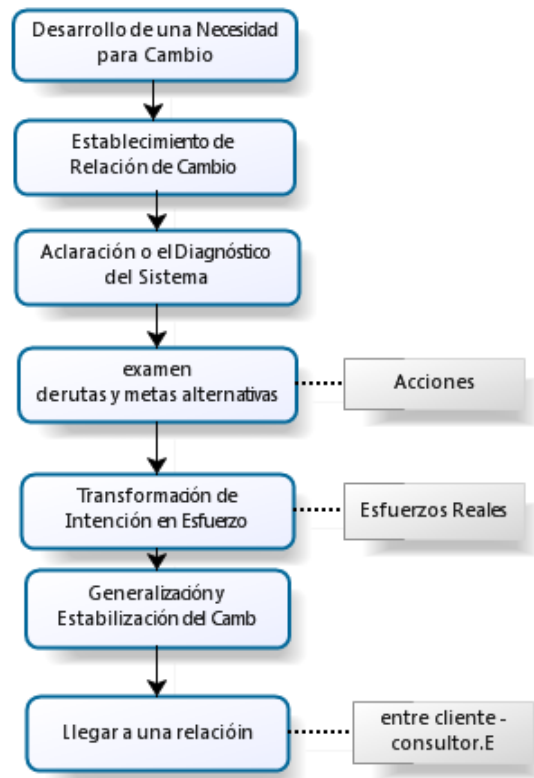 Desarrollo de una Necesidad
para Cambio
Establecimiento de
Relación de Cambio
Aclaración o el Diagnóstico
del Sistema
examen
derutas y metas alternativas
Acciones
Transformación de
Intención en Esfuerzo
Esfuerzos Reales
Generalización y
Estabilización del Camb
Llegar a una relacióin
entre cliente -
consultor.E